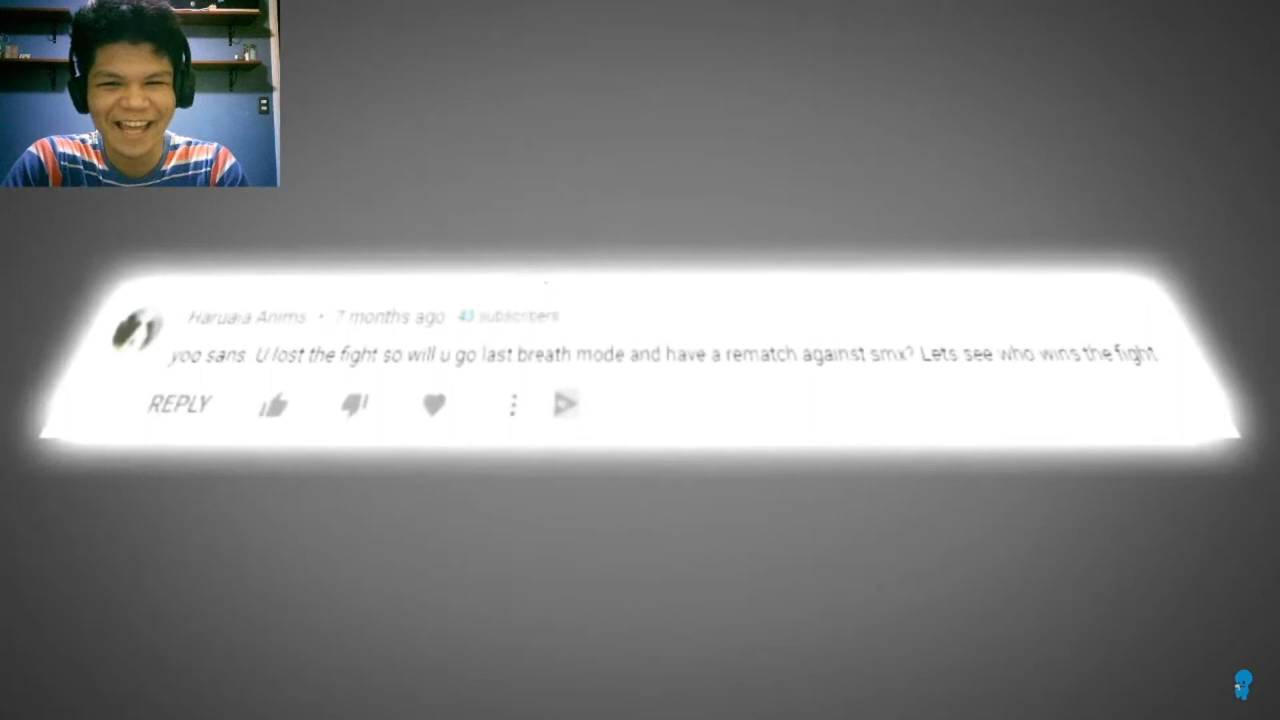 Haruaia Anims • 7 months ago 43 subscribers
yoo sans. U lost the fight so will u go last breath mode and have a rematch against smx? Lets see who wins the fight
REPLY